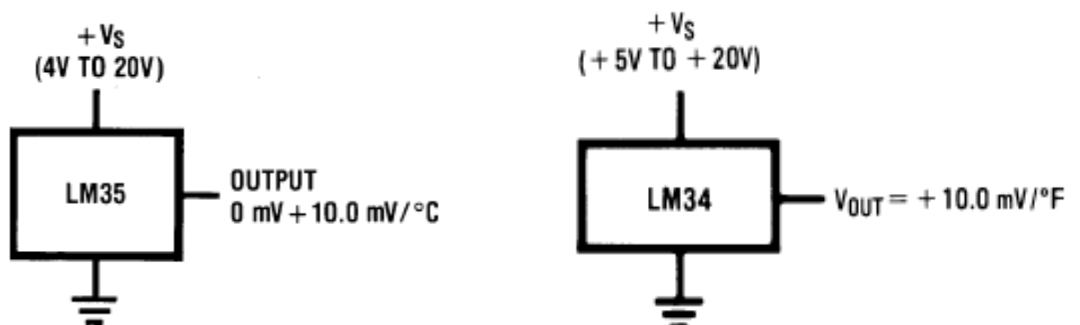 +VS
(4V TO 20V)
LM35
OUTPUT
0 mV + 10.0 mV/°C
+VS
(+5V TO +20V)
LM34
VOUT = +10.0 mV/°F